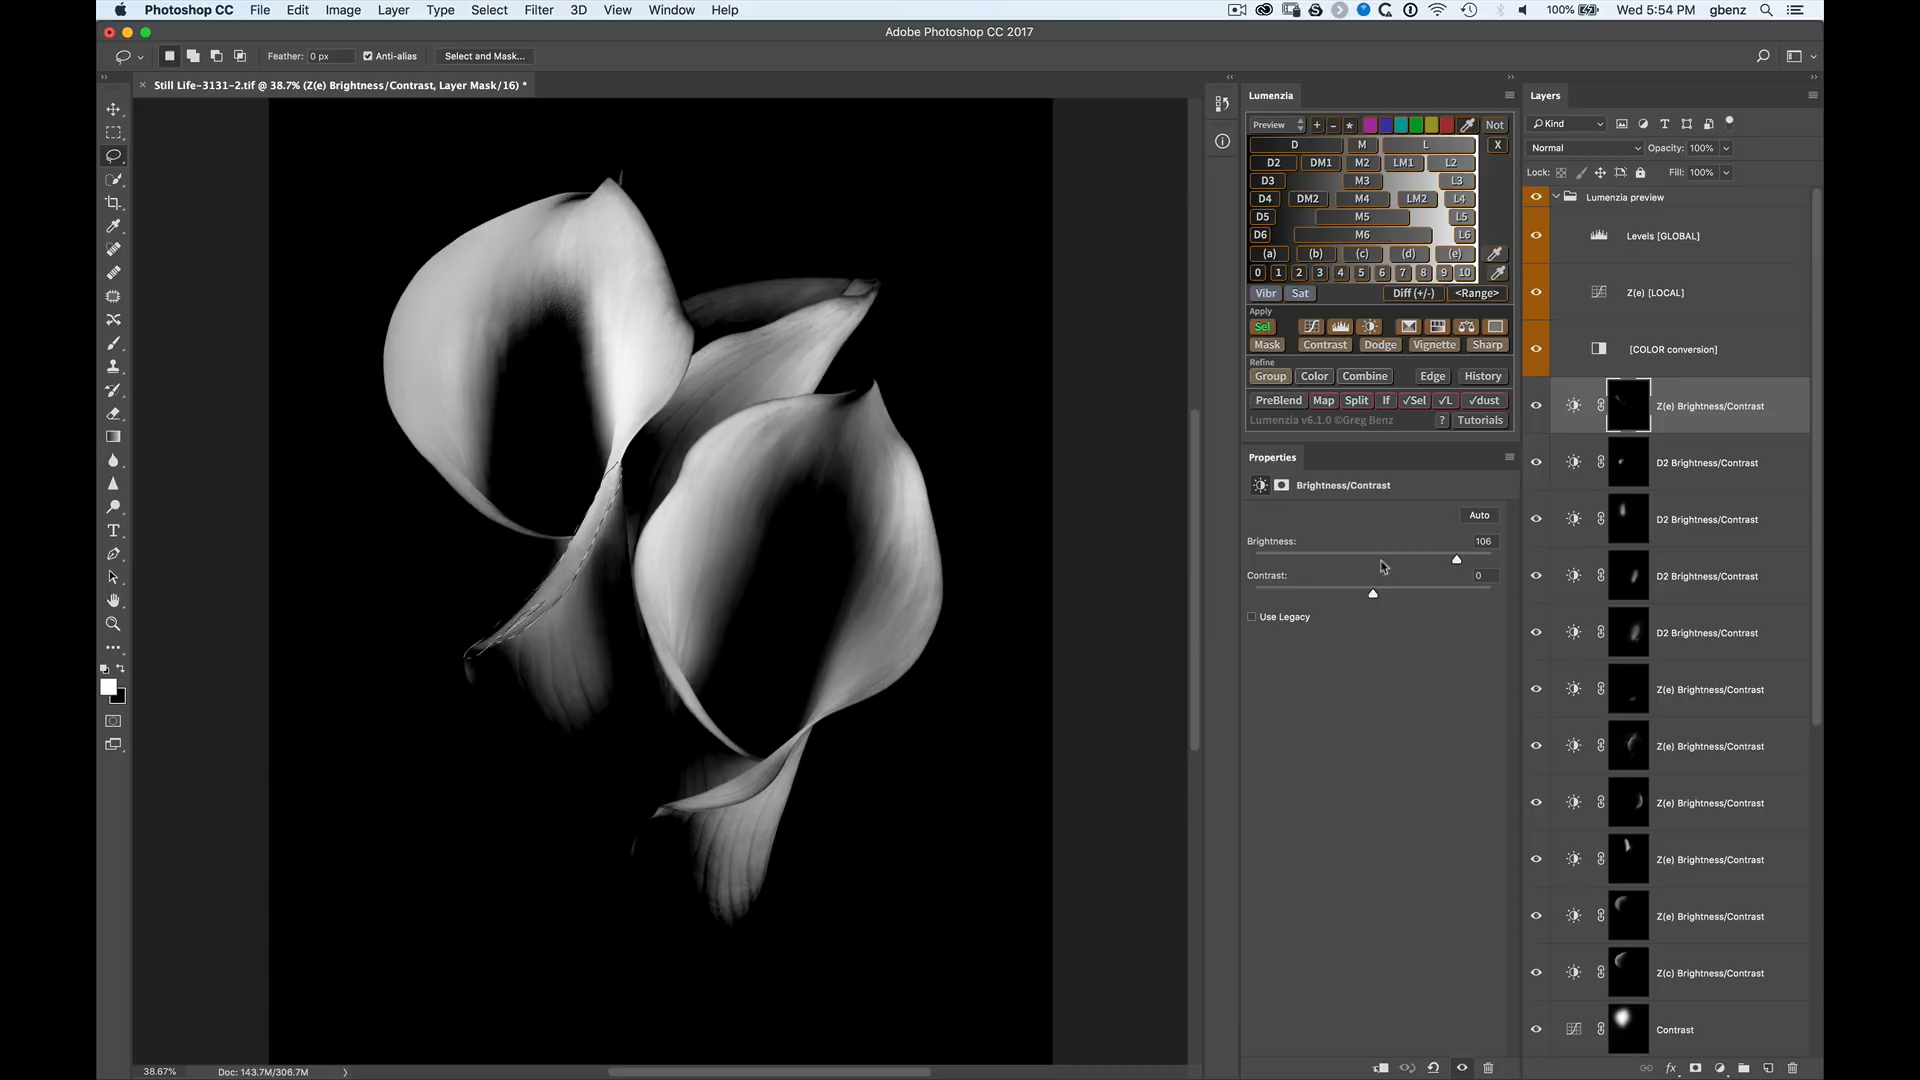 Photoshop CC File Edit Image Layer Type Select Filter 3D View Window Help 100% Wed 5:54 PM gbenz
Adobe Photoshop CC 2017
Feather: 0 px Anti-alias Select and Mask...
Still Life-3131-2.tif @ 38.7% (Z(e) Brightness/Contrast, Layer Mask/16) *
Lumenzia
Preview + - * Not
D M L X
D2 DM1 M2 LM1 L2
D3 M3 L3
D4 DM2 M4 LM2 L4
D5 M5 L5
D6 M6 L6
(a) (b) (c) (d) (e)
0 1 2 3 4 5 6 7 8 9 10
Vibr Sat Diff (+/-) <Range>
Apply
Sel
Mask Contrast Dodge Vignette Sharp
Refine
Group Color Combine Edge History
PreBlend Map Split If ✓Sel ✓L ✓dust
Lumenzia v6.1.0 ©Greg Benz ? Tutorials
Properties
Brightness/Contrast
Auto
Brightness: 106
Contrast: 0
Use Legacy
Layers
Kind
Normal Opacity: 100%
Lock: Fill: 100%
Lumenzia preview
Levels [GLOBAL]
Z(e) [LOCAL]
[COLOR conversion]
Z(e) Brightness/Contrast
D2 Brightness/Contrast
D2 Brightness/Contrast
D2 Brightness/Contrast
D2 Brightness/Contrast
Z(e) Brightness/Contrast
Z(e) Brightness/Contrast
Z(e) Brightness/Contrast
Z(e) Brightness/Contrast
Z(e) Brightness/Contrast
Z(c) Brightness/Contrast
Contrast
38.67% Doc: 143.7M/306.7M